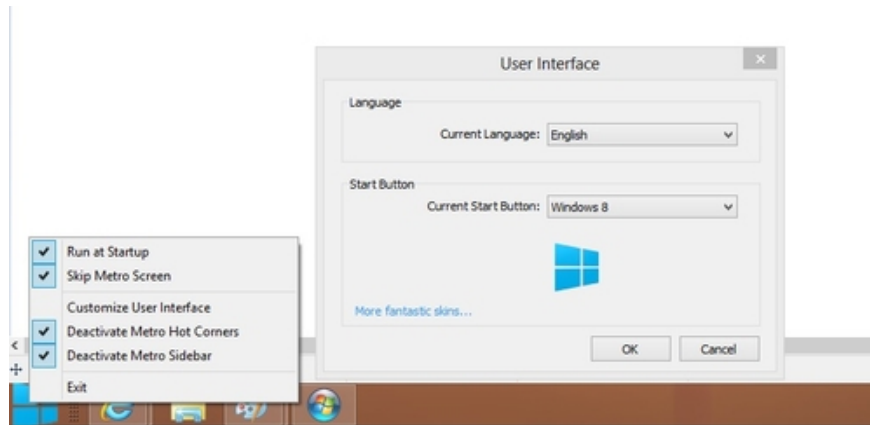 User Interface
Language
Current Language: English
Start Button
Current Start Button: Windows 8
More fantastic skins...
OK Cancel
Run at Startup
Skip Metro Screen
Customize User Interface
Deactivate Metro Hot Corners
Deactivate Metro Sidebar
Exit